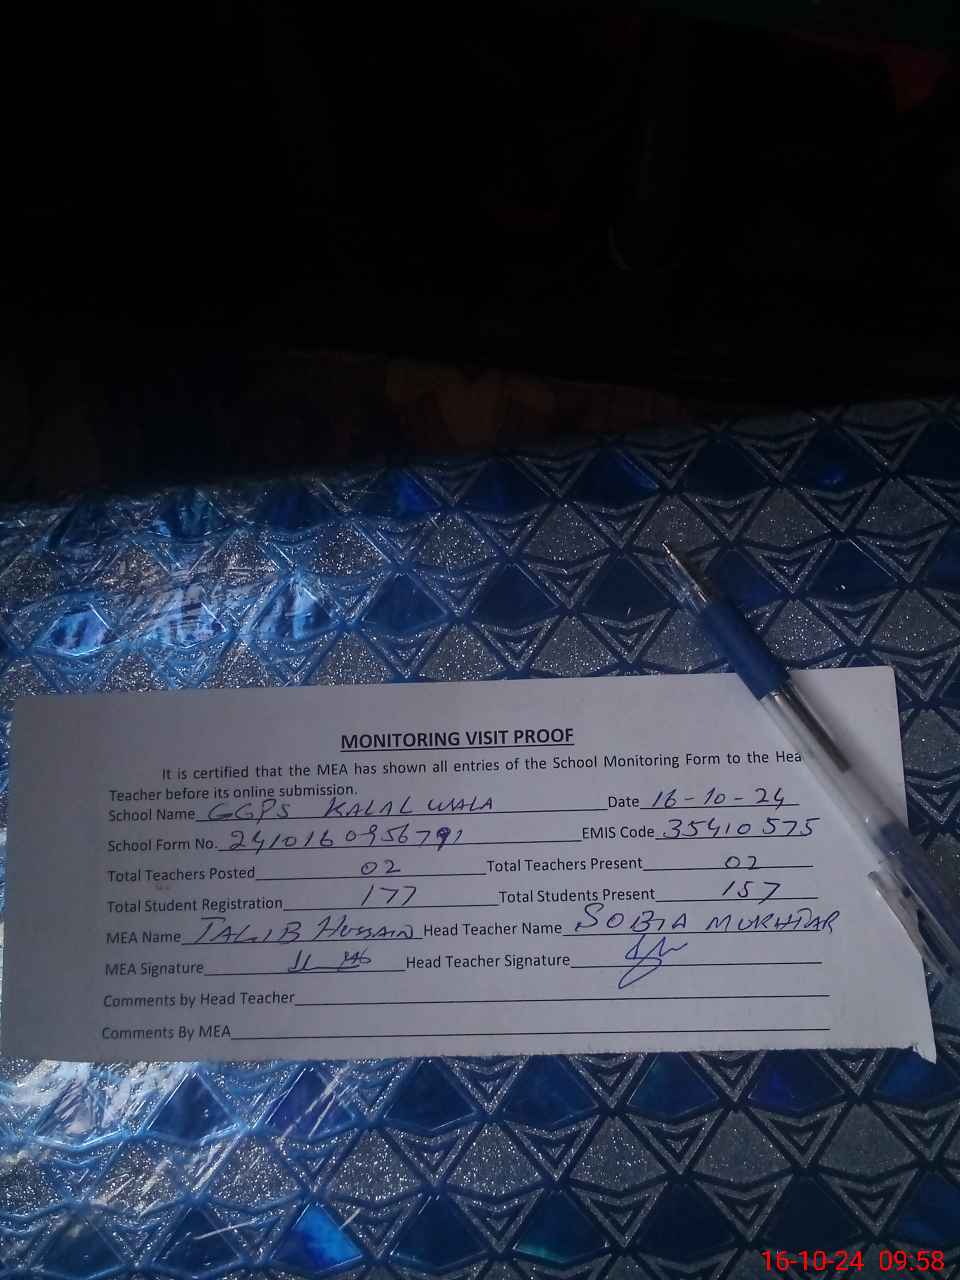 MONITORING VISIT PROOF
It is certified that the MEA has shown all entries of the School Monitoring Form to the Hea
Teacher before its online submission.
School Name GGPS KALAL WALA Date 16-10-24
School Form No. EMIS Code 35410575
Total Teachers Posted 02 Total Teachers Present 02
Total Student Registration 177 Total Students Present 157
MEA Name TALIB HUSSAIN Head Teacher Name SOBIA MUKHTAR
MEA Signature Head Teacher Signature
Comments by Head Teacher
Comments By MEA
16-10-24 09:58